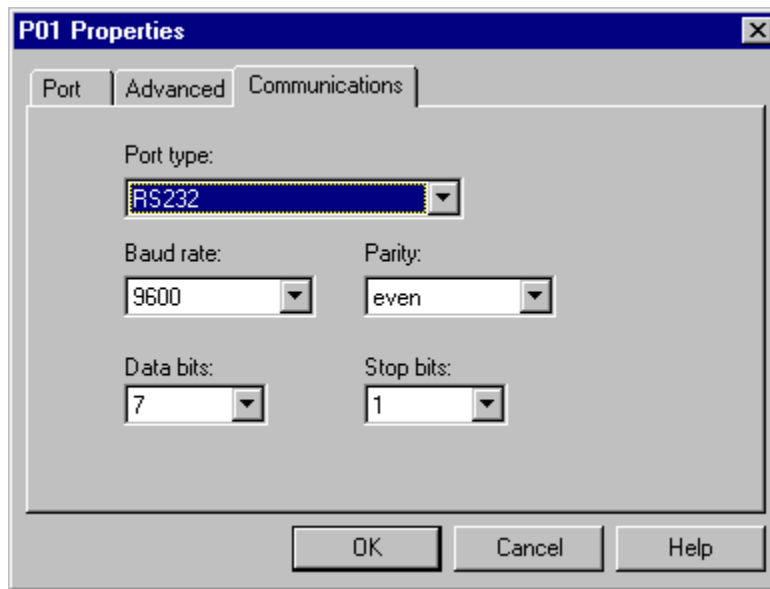 P01 Properties
Port Advanced Communications
Port type:
RS232
Baud rate: Parity:
9600 even
Data bits: Stop bits:
7 1
OK Cancel Help